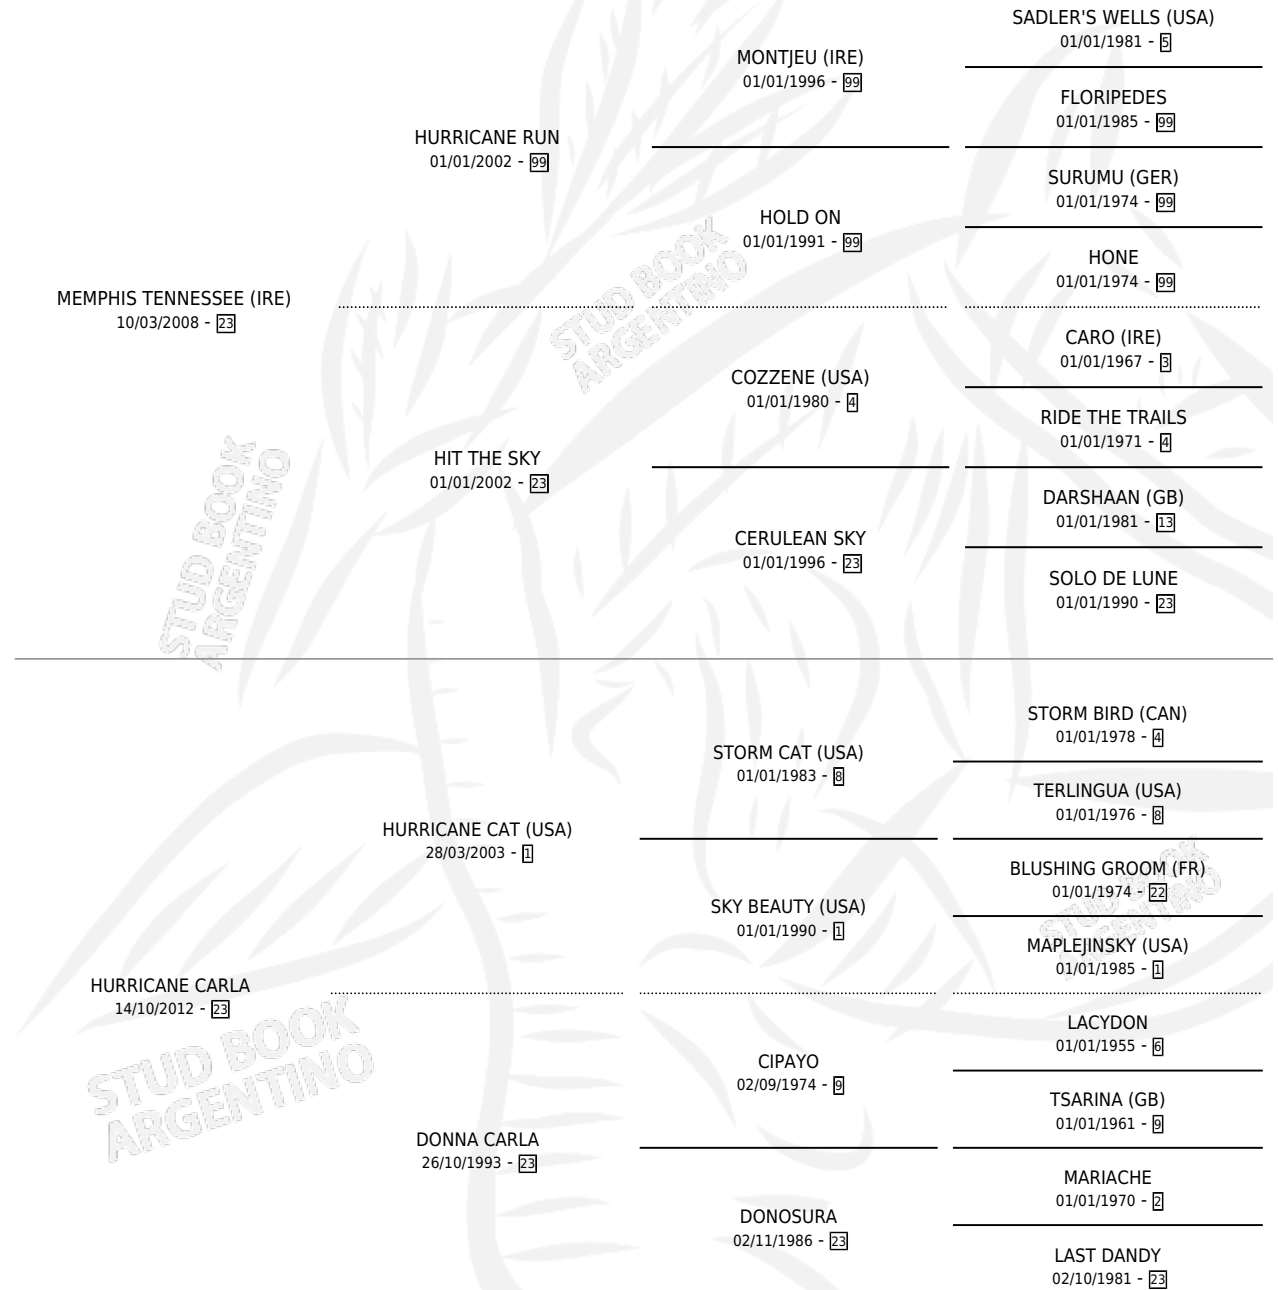 SADLER'S WELLS (USA)
01/01/1981 - 5
MONTJEU (IRE)
01/01/1996 - 99
FLORIPEDES
01/01/1985 - 99
HURRICANE RUN
01/01/2002 - 99
SURUMU (GER)
01/01/1974 - 99
HOLD ON
01/01/1991 - 99
HONE
01/01/1974 - 99
MEMPHIS TENNESSEE (IRE)
10/03/2008 - 23
CARO (IRE)
01/01/1967 - 3
COZZENE (USA)
01/01/1980 - 4
RIDE THE TRAILS
01/01/1971 - 4
HIT THE SKY
01/01/2002 - 23
DARSHAAN (GB)
01/01/1981 - 13
CERULEAN SKY
01/01/1996 - 23
SOLO DE LUNE
01/01/1990 - 23
STUD BOOK
ARGENTINO
STUD BOOK
ARGENTINO
STORM BIRD (CAN)
01/01/1978 - 4
STORM CAT (USA)
01/01/1983 - 8
TERLINGUA (USA)
01/01/1976 - 8
HURRICANE CAT (USA)
28/03/2003 - 1
BLUSHING GROOM (FR)
01/01/1974 - 22
SKY BEAUTY (USA)
01/01/1990 - 1
MAPLEJINSKY (USA)
01/01/1985 - 1
HURRICANE CARLA
14/10/2012 - 23
LACYDON
01/01/1955 - 6
CIPAYO
02/09/1974 - 9
TSARINA (GB)
01/01/1961 - 9
DONNA CARLA
26/10/1993 - 23
MARIACHE
01/01/1970 - 2
DONOSURA
02/11/1986 - 23
LAST DANDY
02/10/1981 - 23
STUD BOOK
ARGENTINO
STUD BOOK
ARGENTINO